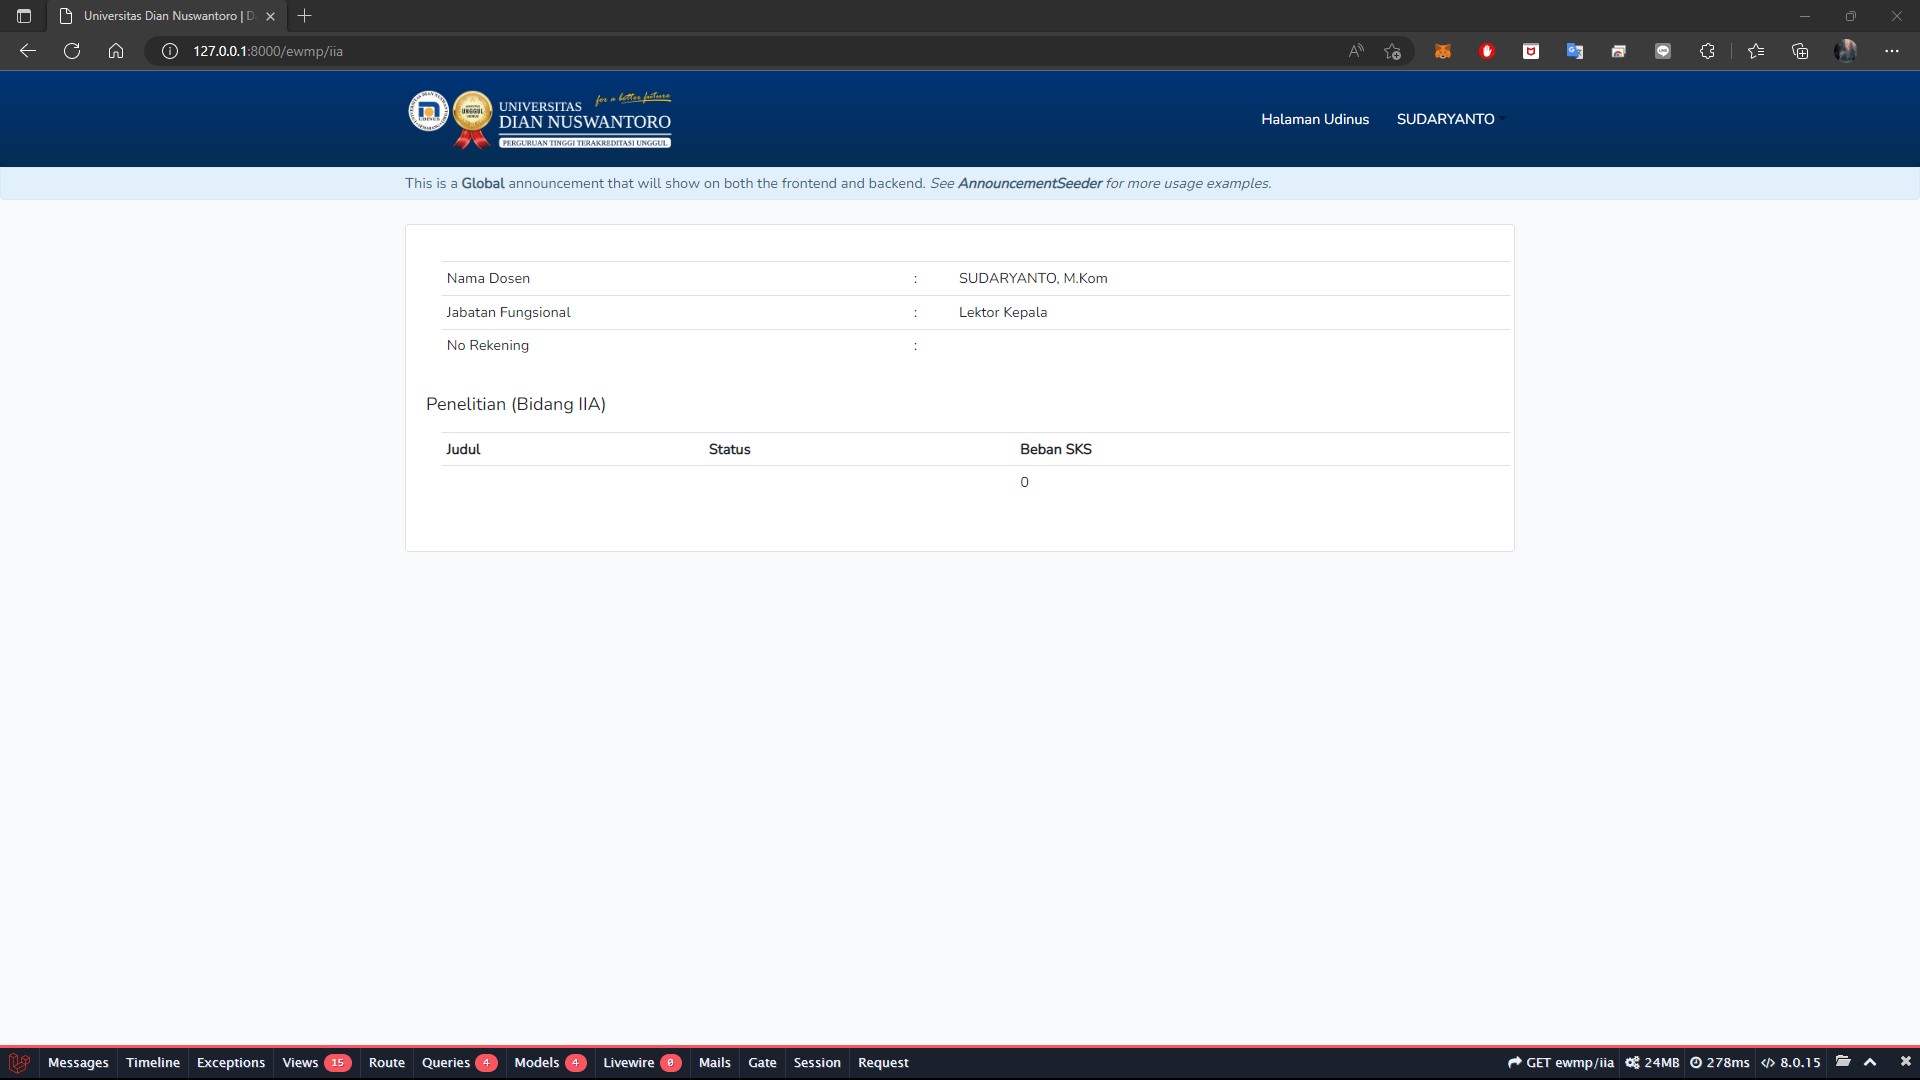 Universitas Dian Nuswantoro | D
127.0.0.1:8000/ewmp/iia
for a better future
UNIVERSITAS
DIAN NUSWANTORO
PERGURUAN TINGGI TERAKREDITASI UNGGUL
UDINUS
UNGGUL
Halaman Udinus
SUDARYANTO
This is a Global announcement that will show on both the frontend and backend. See AnnouncementSeeder for more usage examples.
Nama Dosen : SUDARYANTO, M.Kom
Jabatan Fungsional : Lektor Kepala
No Rekening :
Penelitian (Bidang IIA)
Judul Status Beban SKS
0
Messages Timeline Exceptions Views 15 Route Queries 4 Models 4 Livewire 0 Mails Gate Session Request GET ewmp/iia 24MB 278ms 8.0.15